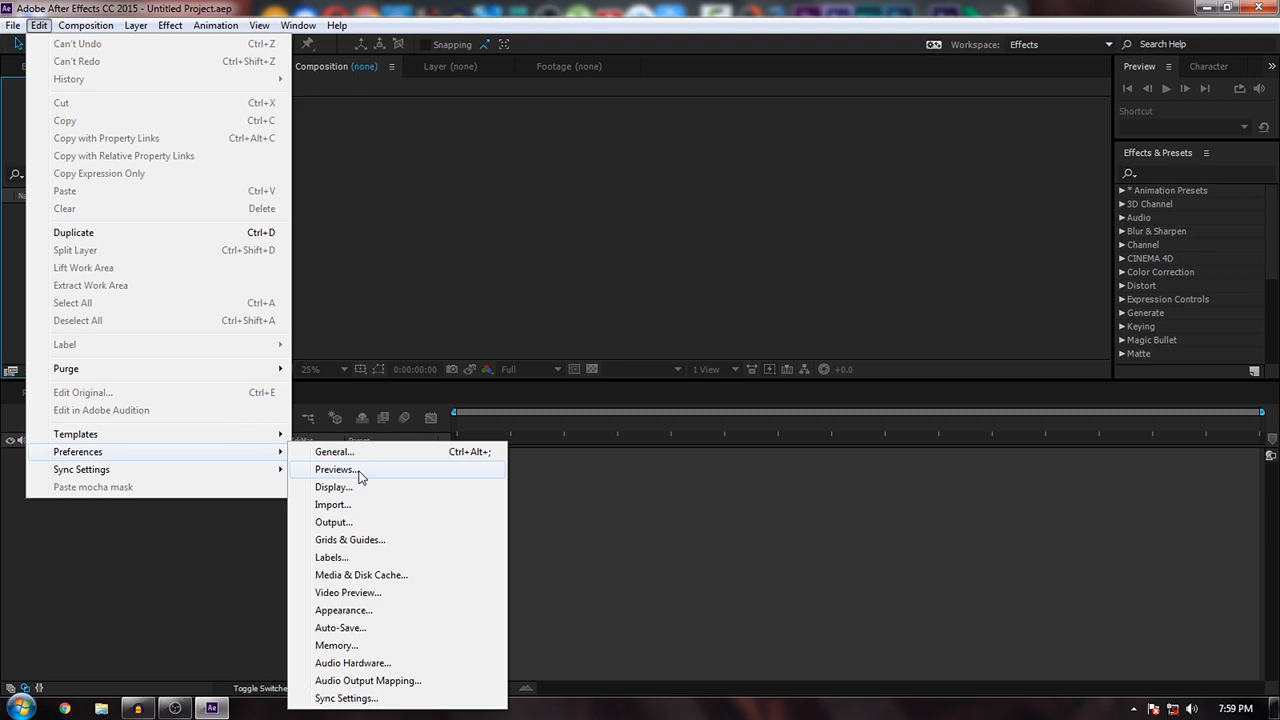 Adobe After Effects CC 2015 - Untitled Project.aep
File Edit Composition Layer Effect Animation View Window Help
Snapping
Workspace: Effects
Search Help
Can't Undo Ctrl+Z
Can't Redo Ctrl+Shift+Z
History
Cut Ctrl+X
Copy Ctrl+C
Copy with Property Links Ctrl+Alt+C
Copy with Relative Property Links
Copy Expression Only
Paste Ctrl+V
Clear Delete
Duplicate Ctrl+D
Split Layer Ctrl+Shift+D
Lift Work Area
Extract Work Area
Select All Ctrl+A
Deselect All Ctrl+Shift+A
Label
Purge
Edit Original... Ctrl+E
Edit in Adobe Audition
Templates
Preferences
Sync Settings
Paste mocha mask
General... Ctrl+Alt+;
Previews...
Display...
Import...
Output...
Grids & Guides...
Labels...
Media & Disk Cache...
Video Preview...
Appearance...
Auto-Save...
Memory...
Audio Hardware...
Audio Output Mapping...
Sync Settings...
Composition (none)
Layer (none)
Footage (none)
25% 0:00:00:00 Full 1 View +0.0
Preview Character
Shortcut
Effects & Presets
* Animation Presets
3D Channel
Audio
Blur & Sharpen
Channel
CINEMA 4D
Color Correction
Distort
Expression Controls
Generate
Keying
Magic Bullet
Matte
Toggle Switche
7:59 PM